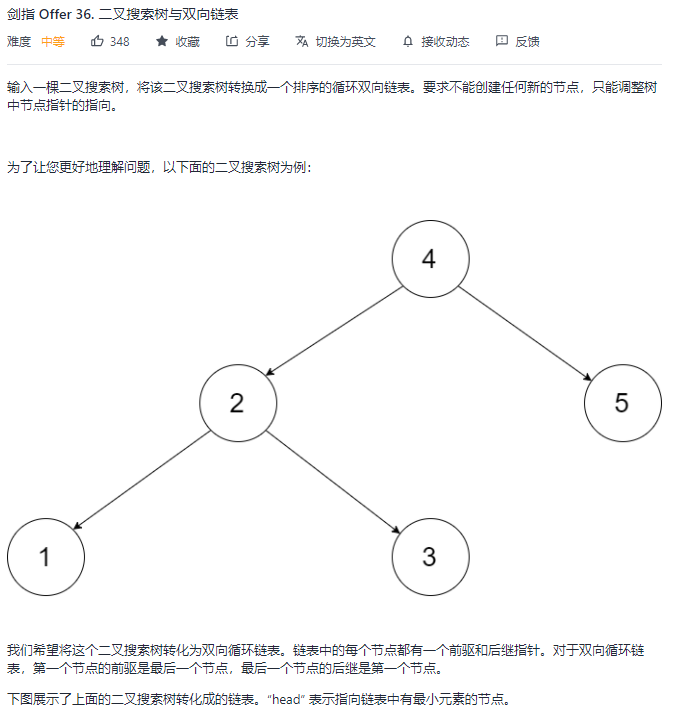 剑指 Offer 36. 二叉搜索树与双向链表
难度 中等 348 收藏 分享 切换为英文 接收动态 反馈
输入一棵二叉搜索树，将该二叉搜索树转换成一个排序的循环双向链表。要求不能创建任何新的节点，只能调整树
中节点指针的指向。
为了让您更好地理解问题，以下面的二叉搜索树为例：
4
2
5
1
3
我们希望将这个二叉搜索树转化为双向循环链表。链表中的每个节点都有一个前驱和后继指针。对于双向循环链
表，第一个节点的前驱是最后一个节点，最后一个节点的后继是第一个节点。
下图展示了上面的二叉搜索树转化成的链表。“head” 表示指向链表中有最小元素的节点。